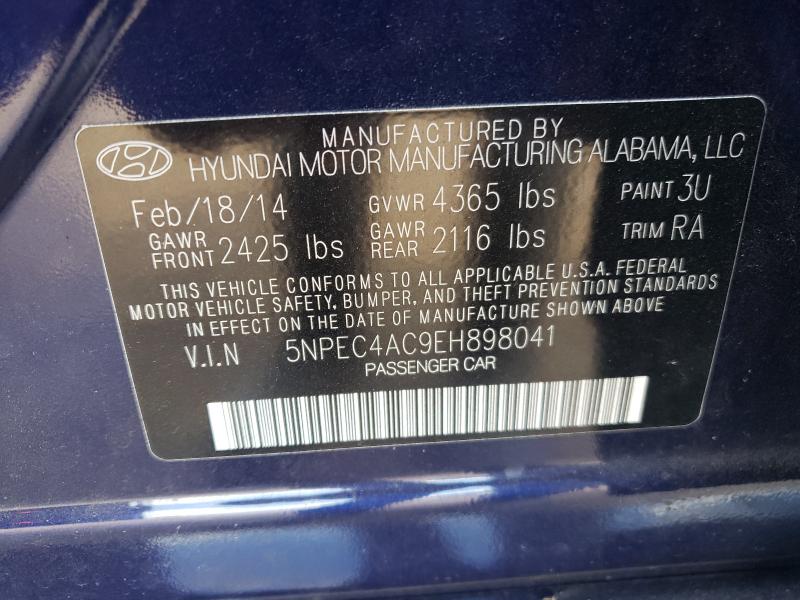 MANUFACTURED BY
HYUNDAI MOTOR MANUFACTURING ALABAMA, LLC
Feb/18/14 GVWR 4365 lbs PAINT 3U
GAWR FRONT 2425 lbs GAWR REAR 2116 lbs TRIM RA
THIS VEHICLE CONFORMS TO ALL APPLICABLE U.S.A. FEDERAL
MOTOR VEHICLE SAFETY, BUMPER, AND THEFT PREVENTION STANDARDS
IN EFFECT ON THE DATE OF MANUFACTURE SHOWN ABOVE
V.I.N 5NPEC4AC9EH898041
PASSENGER CAR